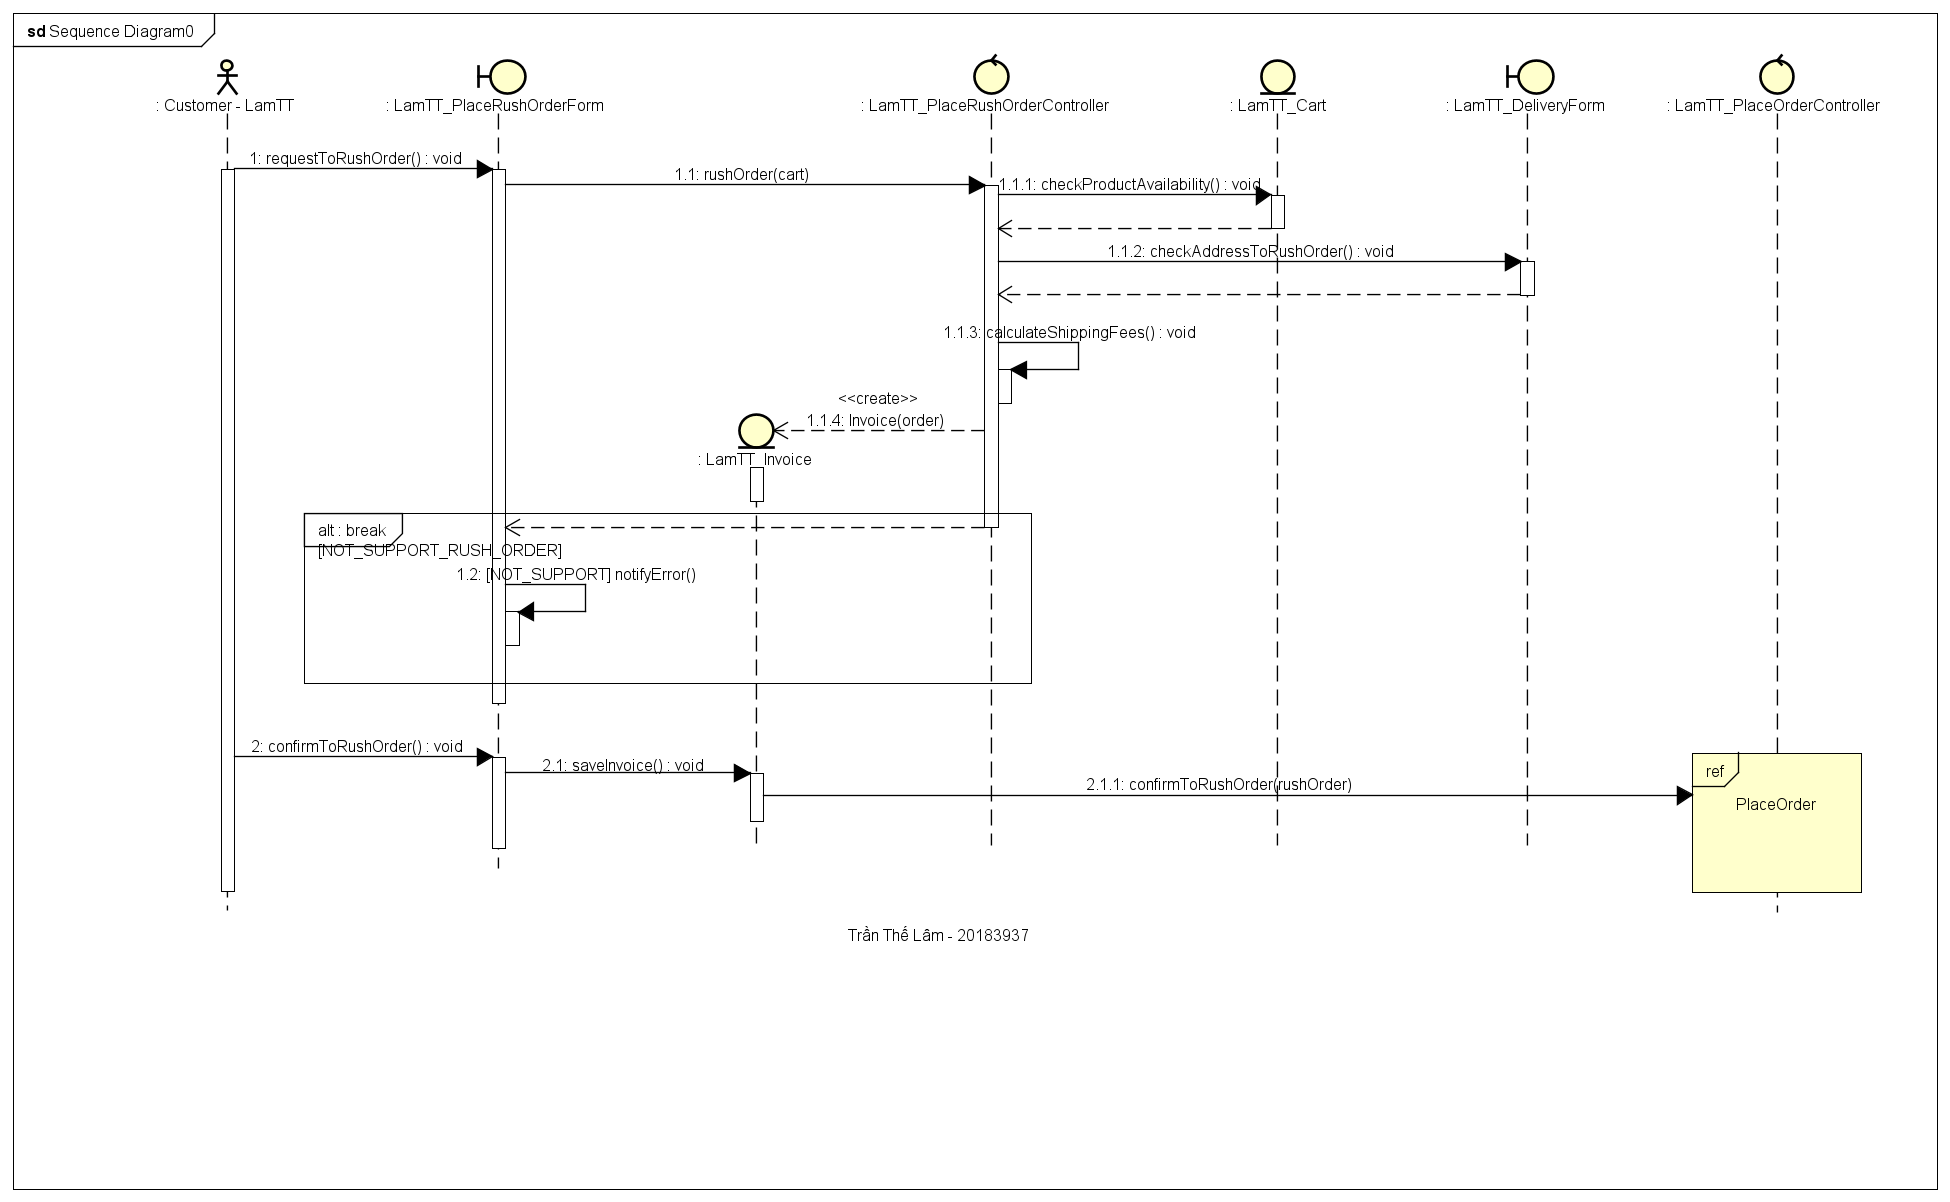 sd Sequence Diagram0
: Customer - LamTT
: LamTT_PlaceRushOrderForm
: LamTT_PlaceRushOrderController
: LamTT_Cart
: LamTT_DeliveryForm
: LamTT_PlaceOrderController
1: requestToRushOrder() : void
1.1: rushOrder(cart)
1.1.1: checkProductAvailability() : void
1.1.2: checkAddressToRushOrder() : void
1.1.3: calculateShippingFees() : void
<<create>>
1.1.4: Invoice(order)
: LamTT_Invoice
alt : break
[NOT_SUPPORT_RUSH_ORDER]
1.2: [NOT_SUPPORT] notifyError()
2: confirmToRushOrder() : void
2.1: saveInvoice() : void
2.1.1: confirmToRushOrder(rushOrder)
ref
PlaceOrder
Trần Thế Lâm - 20183937